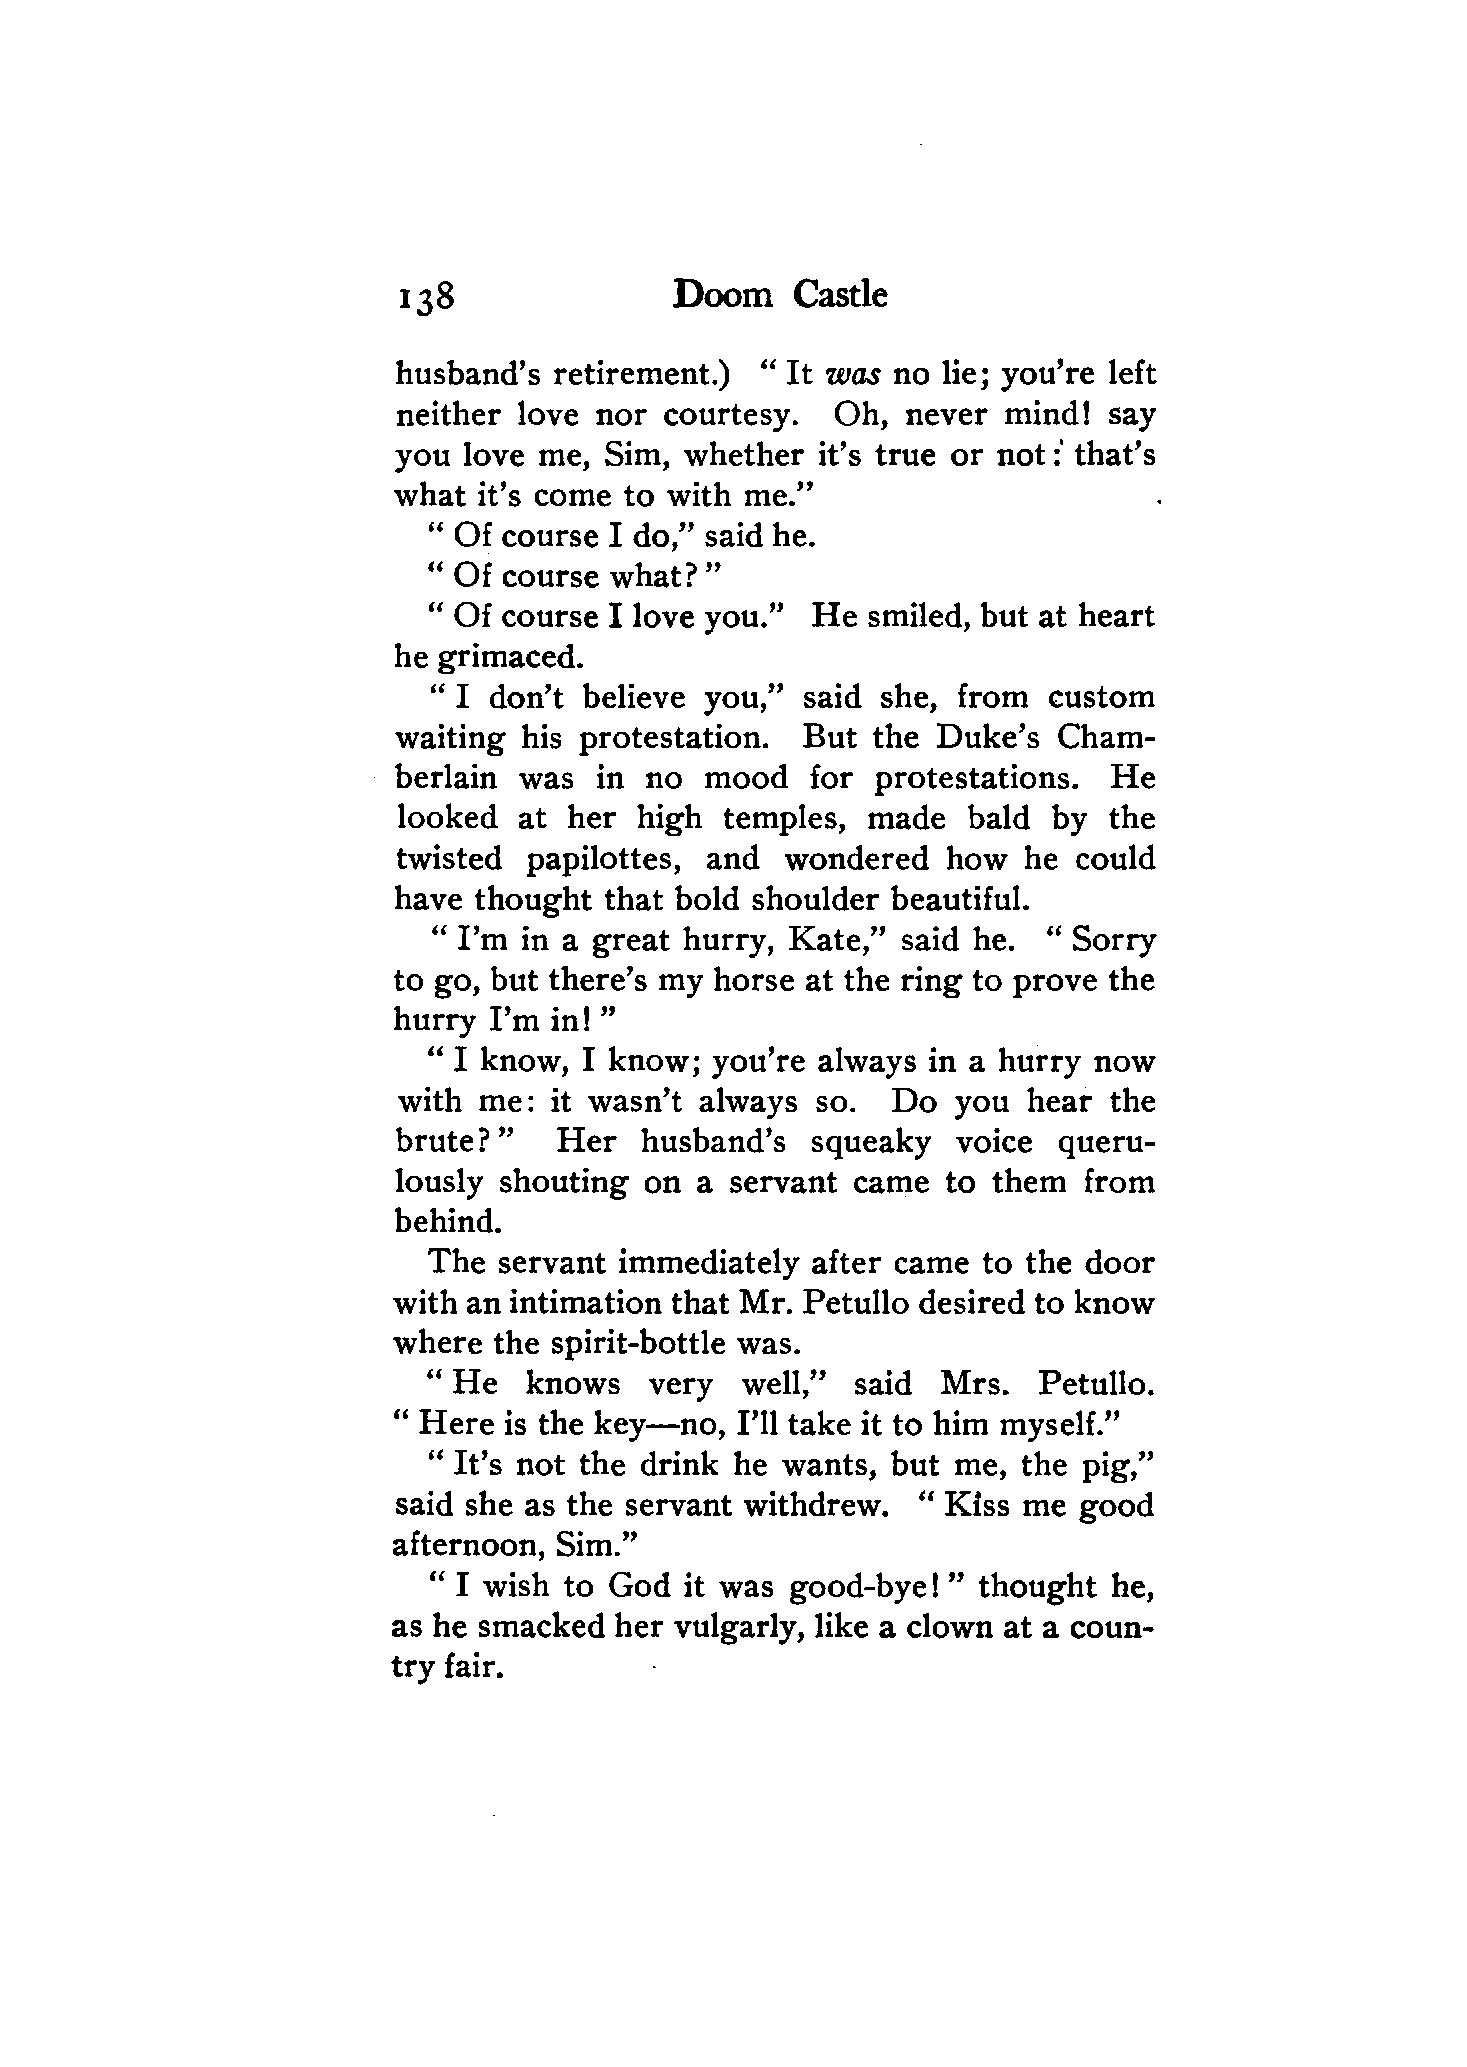 138 Doom Castle
husband's retirement.) "It was no lie; you're left
neither love nor courtesy. Oh, never mind! say
you love me, Sim, whether it's true or not: that's
what it's come to with me."
"Of course I do," said he.
"Of course what?"
"Of course I love you." He smiled, but at heart
he grimaced.
"I don't believe you," said she, from custom
waiting his protestation. But the Duke's Cham-
berlain was in no mood for protestations. He
looked at her high temples, made bald by the
twisted papilottes, and wondered how he could
have thought that bold shoulder beautiful.
"I'm in a great hurry, Kate," said he. "Sorry
to go, but there's my horse at the ring to prove the
hurry I'm in!"
"I know, I know; you're always in a hurry now
with me: it wasn't always so. Do you hear the
brute?" Her husband's squeaky voice queru-
lously shouting on a servant came to them from
behind.
The servant immediately after came to the door
with an intimation that Mr. Petullo desired to know
where the spirit-bottle was.
"He knows very well," said Mrs. Petullo.
"Here is the key—no, I'll take it to him myself."
"It's not the drink he wants, but me, the pig,"
said she as the servant withdrew. "Kiss me good
afternoon, Sim."
"I wish to God it was good-bye!" thought he,
as he smacked her vulgarly, like a clown at a coun-
try fair.